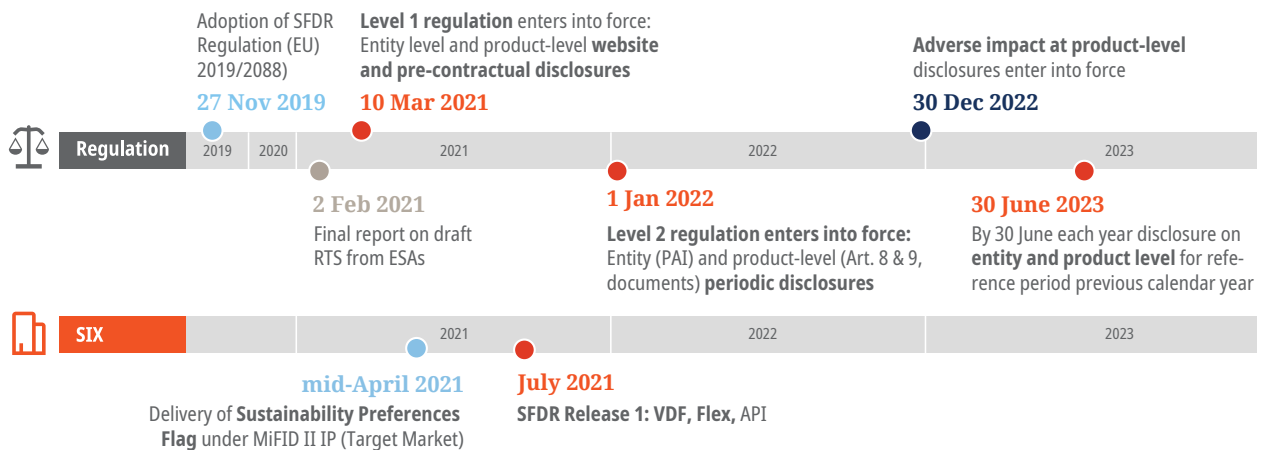 Adoption of SFDR
Regulation (EU)
2019/2088)
27 Nov 2019
Level 1 regulation enters into force:
Entity level and product-level website
and pre-contractual disclosures
10 Mar 2021
Adverse impact at product-level
disclosures enter into force
30 Dec 2022
Regulation
2019
2020
2021
2022
2023
2 Feb 2021
Final report on draft
RTS from ESAs
1 Jan 2022
Level 2 regulation enters into force:
Entity (PAI) and product-level (Art. 8 & 9,
documents) periodic disclosures
30 June 2023
By 30 June each year disclosure on
entity and product level for refe-
rence period previous calendar year
SIX
2021
2022
2023
mid-April 2021
Delivery of Sustainability Preferences
Flag under MiFID II IP (Target Market)
July 2021
SFDR Release 1: VDF, Flex, API